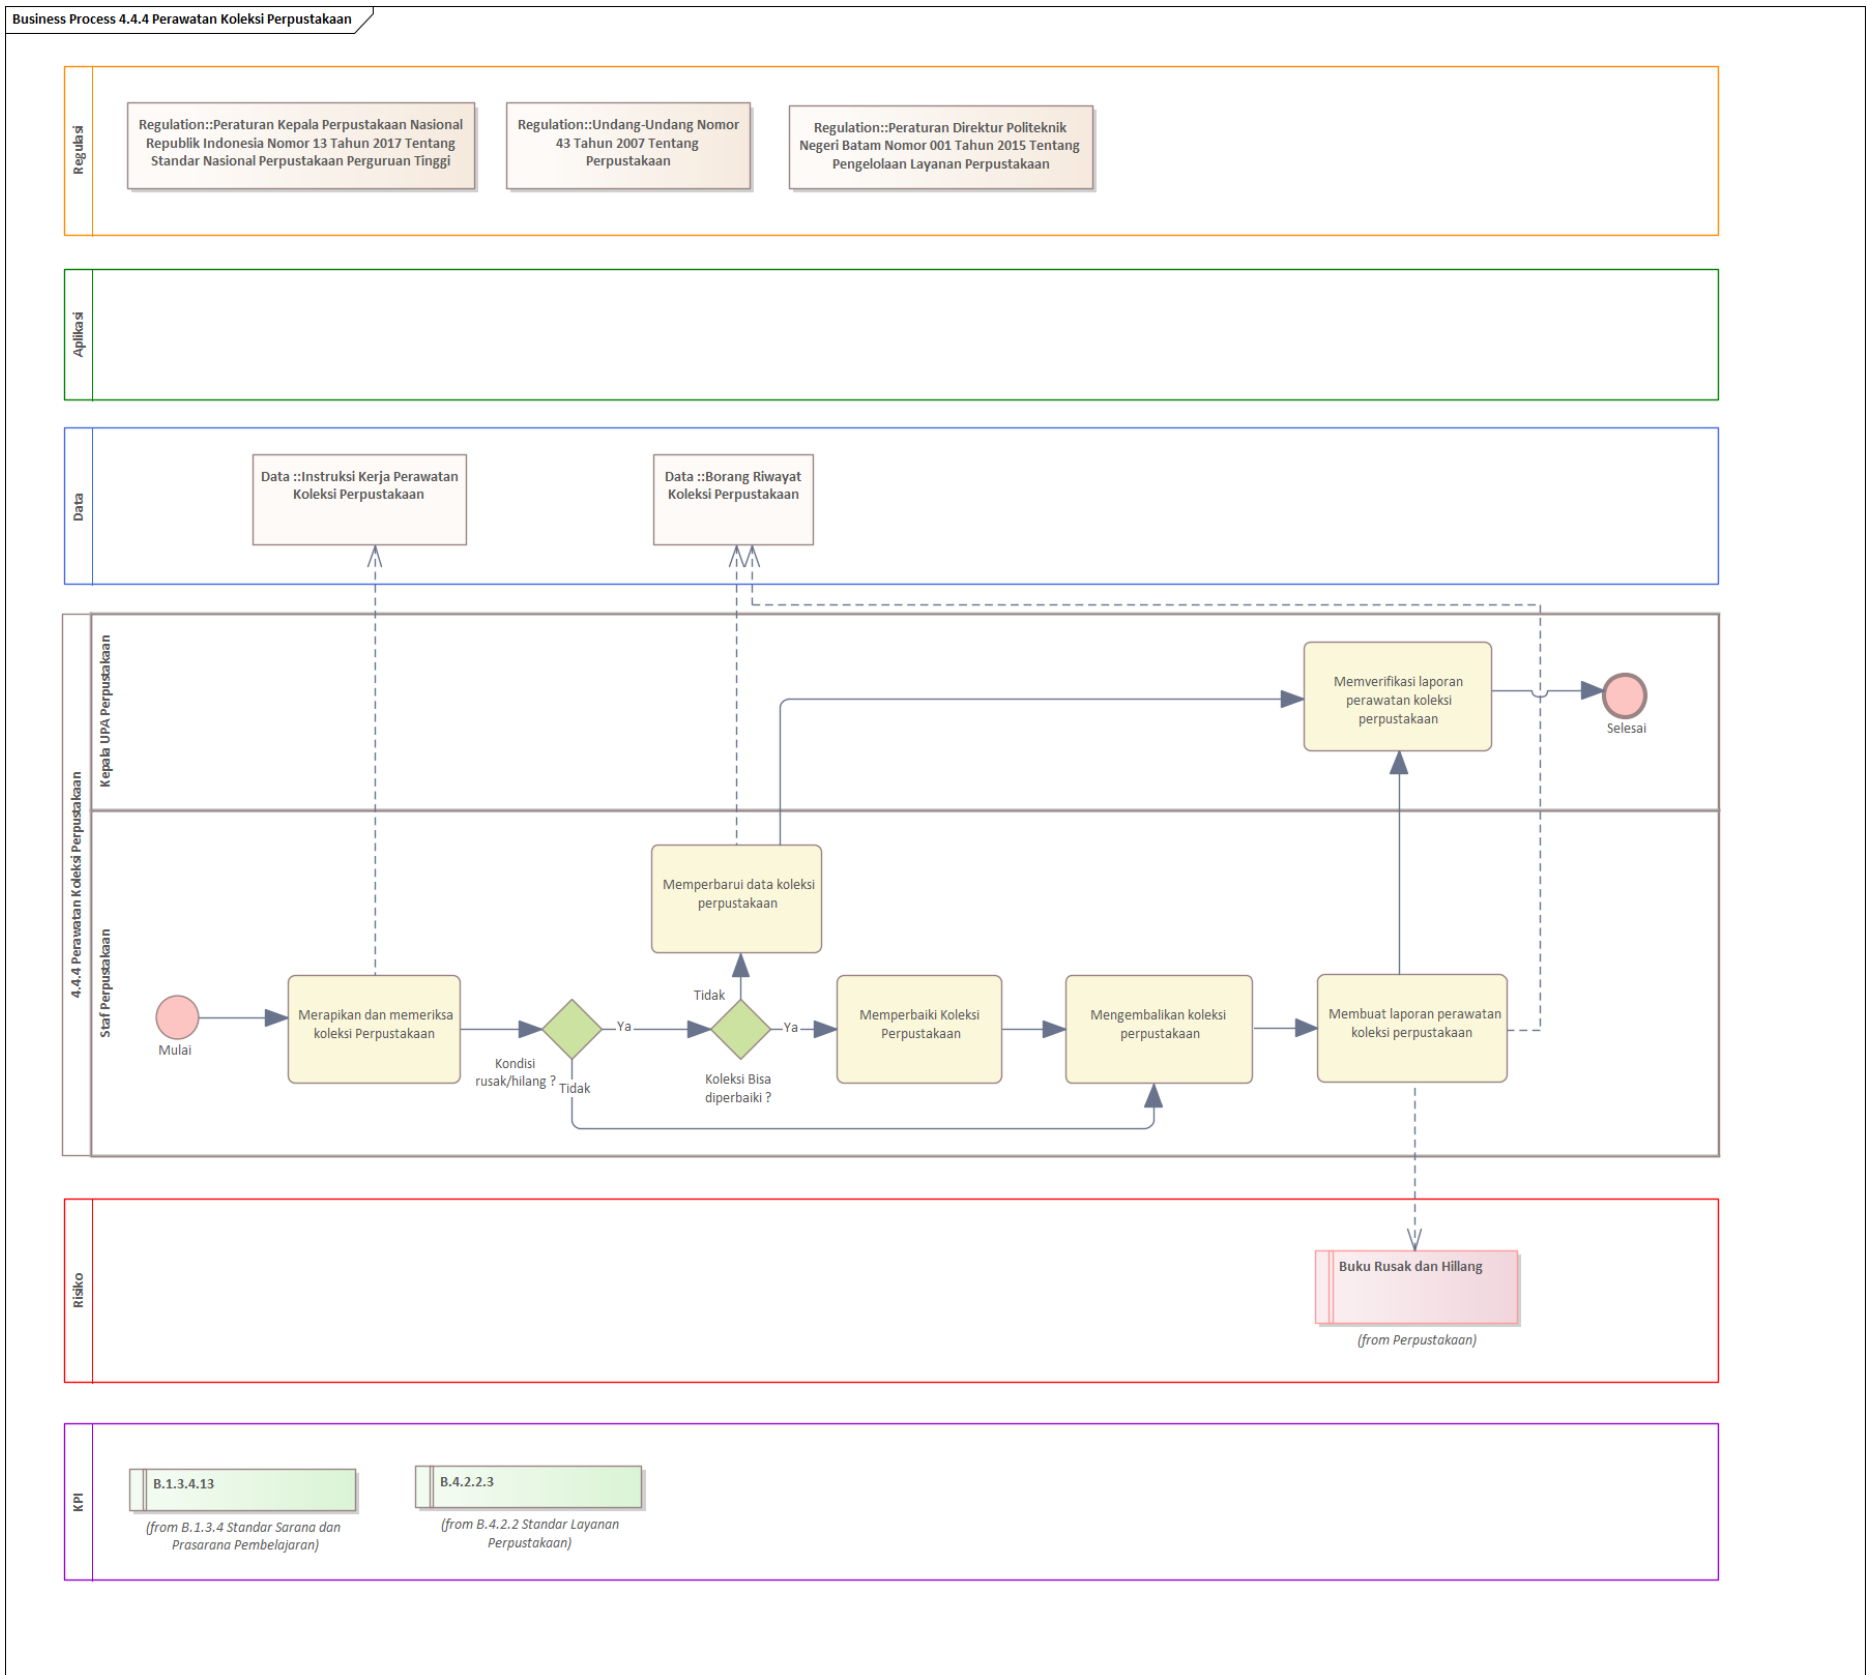 Business Process 4.4.4 Perawatan Koleksi Perpustakaan
Regulasi
Regulation::Peraturan Kepala Perpustakaan Nasional
Republik Indonesia Nomor 13 Tahun 2017 Tentang
Standar Nasional Perpustakaan Perguruan Tinggi
Regulation::Undang-Undang Nomor
43 Tahun 2007 Tentang
Perpustakaan
Regulation::Peraturan Direktur Politeknik
Negeri Batam Nomor 001 Tahun 2015 Tentang
Pengelolaan Layanan Perpustakaan
Aplikasi
Data
Data ::Instruksi Kerja Perawatan
Koleksi Perpustakaan
Data ::Borang Riwayat
Koleksi Perpustakaan
4.4.4 Perawatan Koleksi Perpustakaan
Kepala UPA Perpustakaan
Memverifikasi laporan
perawatan koleksi
perpustakaan
Selesai
Staf Perpustakaan
Memperbarui data koleksi
perpustakaan
Mulai
Merapikan dan memeriksa
koleksi Perpustakaan
Kondisi
rusak/hilang ?
Ya
Tidak
Koleksi Bisa
diperbaiki ?
Tidak
Ya
Memperbaiki Koleksi
Perpustakaan
Mengembalikan koleksi
perpustakaan
Membuat laporan perawatan
koleksi perpustakaan
Risiko
Buku Rusak dan Hillang
(from Perpustakaan)
KPI
B.1.3.4.13
(from B.1.3.4 Standar Sarana dan
Prasarana Pembelajaran)
B.4.2.2.3
(from B.4.2.2 Standar Layanan
Perpustakaan)